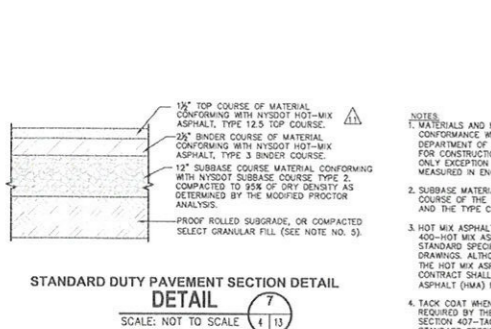 1½" TOP COURSE OF MATERIAL
CONFORMING WITH NYSDOT HOT-MIX
ASPHALT, TYPE 12.5 TOP COURSE.
11
2½" BINDER COURSE OF MATERIAL
CONFORMING WITH NYSDOT HOT-MIX
ASPHALT, TYPE 3 BINDER COURSE.
12" SUBBASE COURSE MATERIAL CONFORMING
WITH NYSDOT SUBBASE COURSE TYPE 2.
COMPACTED TO 95% OF DRY DENSITY AS
DETERMINED BY THE MODIFIED PROCTOR
ANALYSIS.
PROOF ROLLED SUBGRADE, OR COMPACTED
SELECT GRANULAR FILL (SEE NOTE NO. 5).
STANDARD DUTY PAVEMENT SECTION DETAIL
DETAIL
7
SCALE: NOT TO SCALE
4 13
NOTES
1. MATERIALS AND
CONFORMANCE
DEPARTMENT OF
FOR CONSTRUCTIO
ONLY EXCEPTION
MEASURED IN EN
2. SUBBASE MATERIAL
COURSE OF THE
AND THE TYPE C
3. HOT MIX ASPHAL
400-HOT MIX AS
STANDARD SPECI
DRAWINGS. ALTHO
THE HOT MIX ASP
CONTRACT SHALL
ASPHALT (HMA)
4. TACK COAT WHEN
REQUIRED BY THE
SECTION 407-TAC